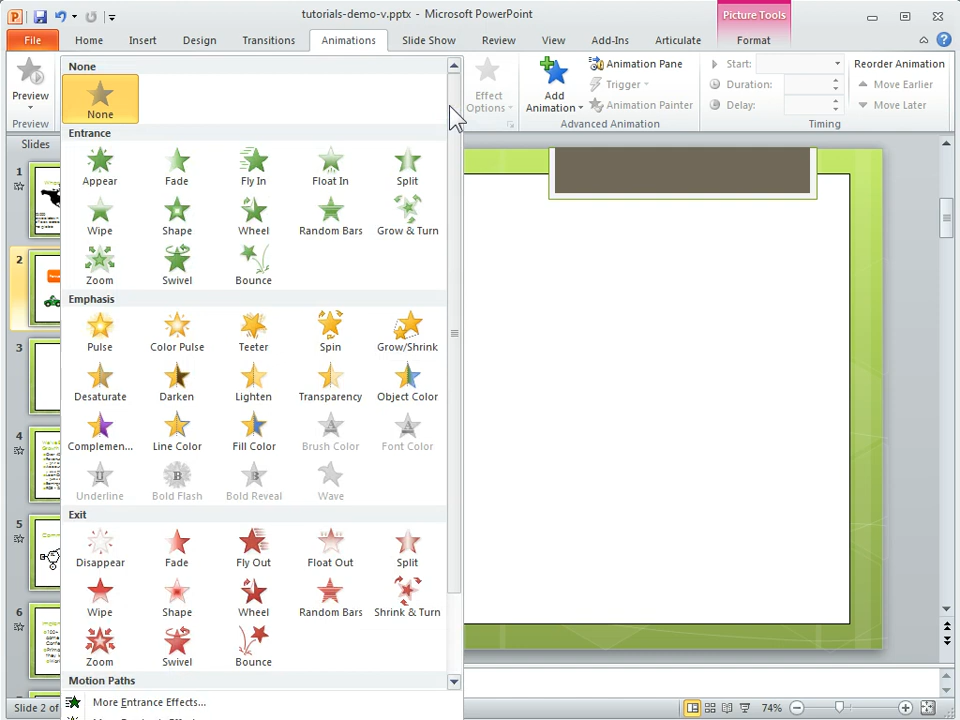 tutorials-demo-v.pptx - Microsoft PowerPoint
Picture Tools
File Home Insert Design Transitions Animations Slide Show Review View Add-Ins Articulate Format
Preview
Preview
None
None
Entrance
Appear Fade Fly In Float In Split
Wipe Shape Wheel Random Bars Grow & Turn
Zoom Swivel Bounce
Emphasis
Pulse Color Pulse Teeter Spin Grow/Shrink
Desaturate Darken Lighten Transparency Object Color
Complemen... Line Color Fill Color Brush Color Font Color
Underline Bold Flash Bold Reveal Wave
Exit
Disappear Fade Fly Out Float Out Split
Wipe Shape Wheel Random Bars Shrink & Turn
Zoom Swivel Bounce
Motion Paths
More Entrance Effects...
Effect
Options
Add
Animation
Animation Pane
Trigger
Animation Painter
Advanced Animation
Start:
Duration:
Delay:
Timing
Reorder Animation
Move Earlier
Move Later
Slides
1
2
3
4
5
6
Slide 2 of
74%